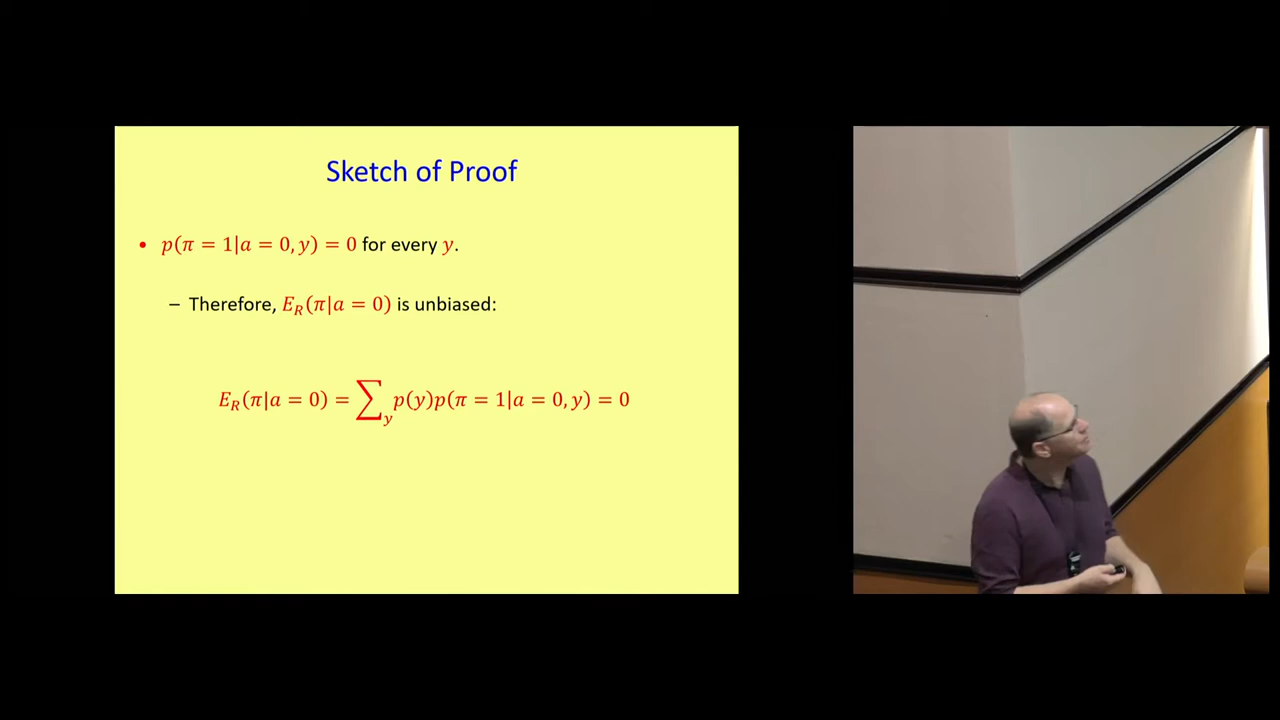 Sketch of Proof
• p(π = 1|a = 0, y) = 0 for every y.
– Therefore, E_R(π|a = 0) is unbiased:
E_R(π|a = 0) = ∑_y p(y)p(π = 1|a = 0, y) = 0